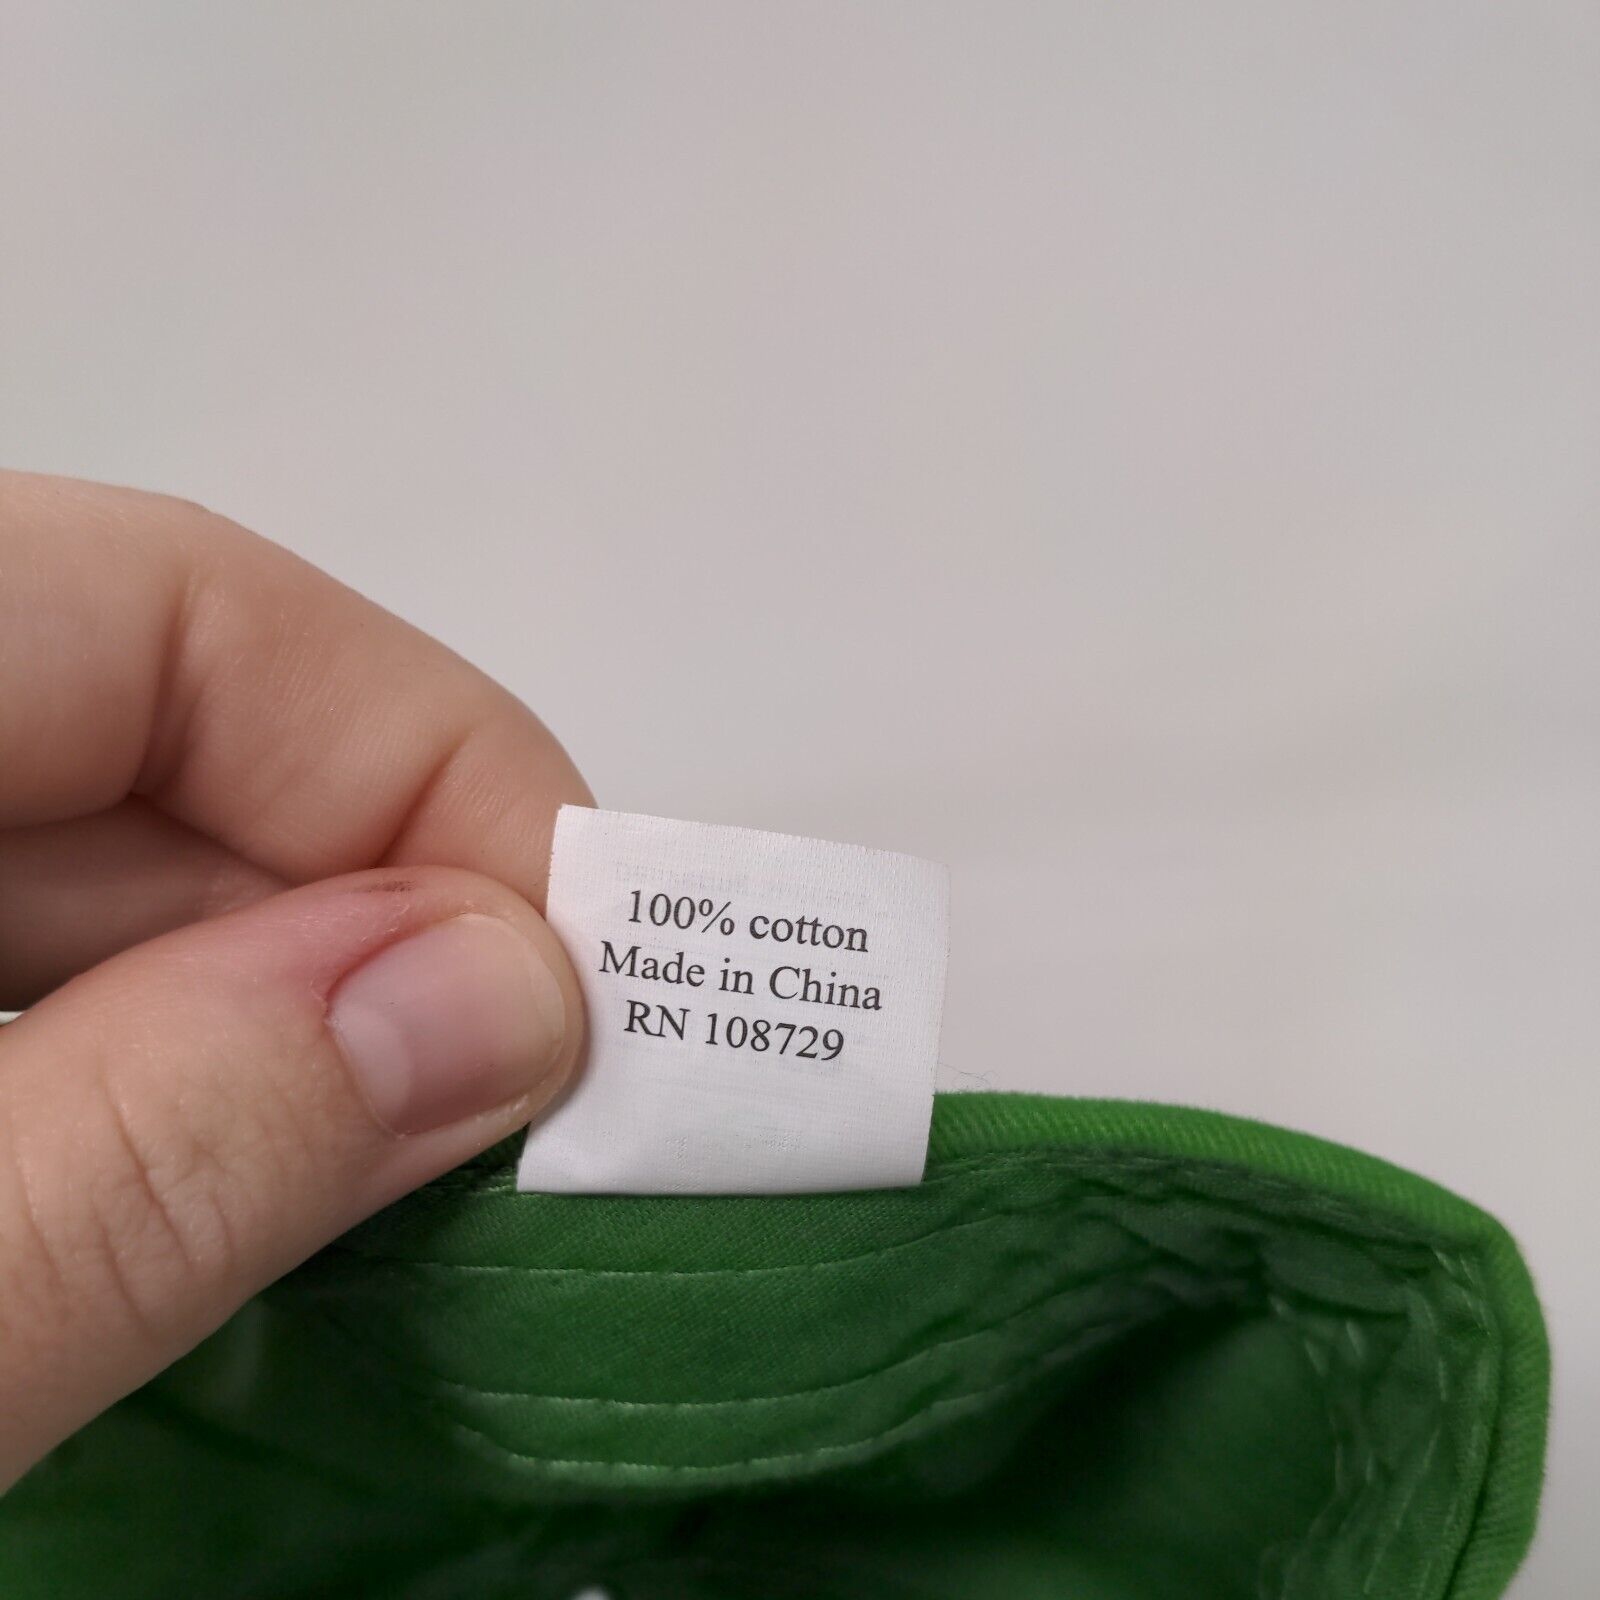 100% cotton
Made in China
RN 108729